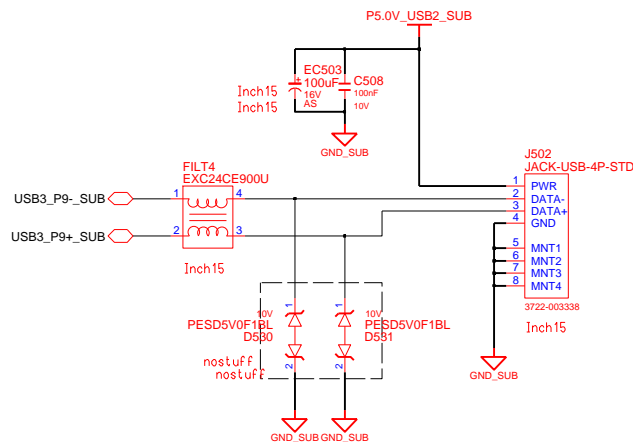 P5.0V_USB2_SUB
EC503
100uF
16V
AS
Inch15
Inch15
C508
100nF
10V
GND_SUB
FILT4
EXC24CE900U
J502
JACK-USB-4P-STD
USB3_P9-_SUB
1
4
USB3_P9+_SUB
2
3
Inch15
1 PWR
2 DATA-
3 DATA+
4 GND
5 MNT1
6 MNT2
7 MNT3
8 MNT4
3722-003338
Inch15
1
10V
PESD5V0F1BL
D530
2
1
10V
PESD5V0F1BL
D531
2
nostuff
nostuff
GND_SUB
GND_SUB
GND_SUB